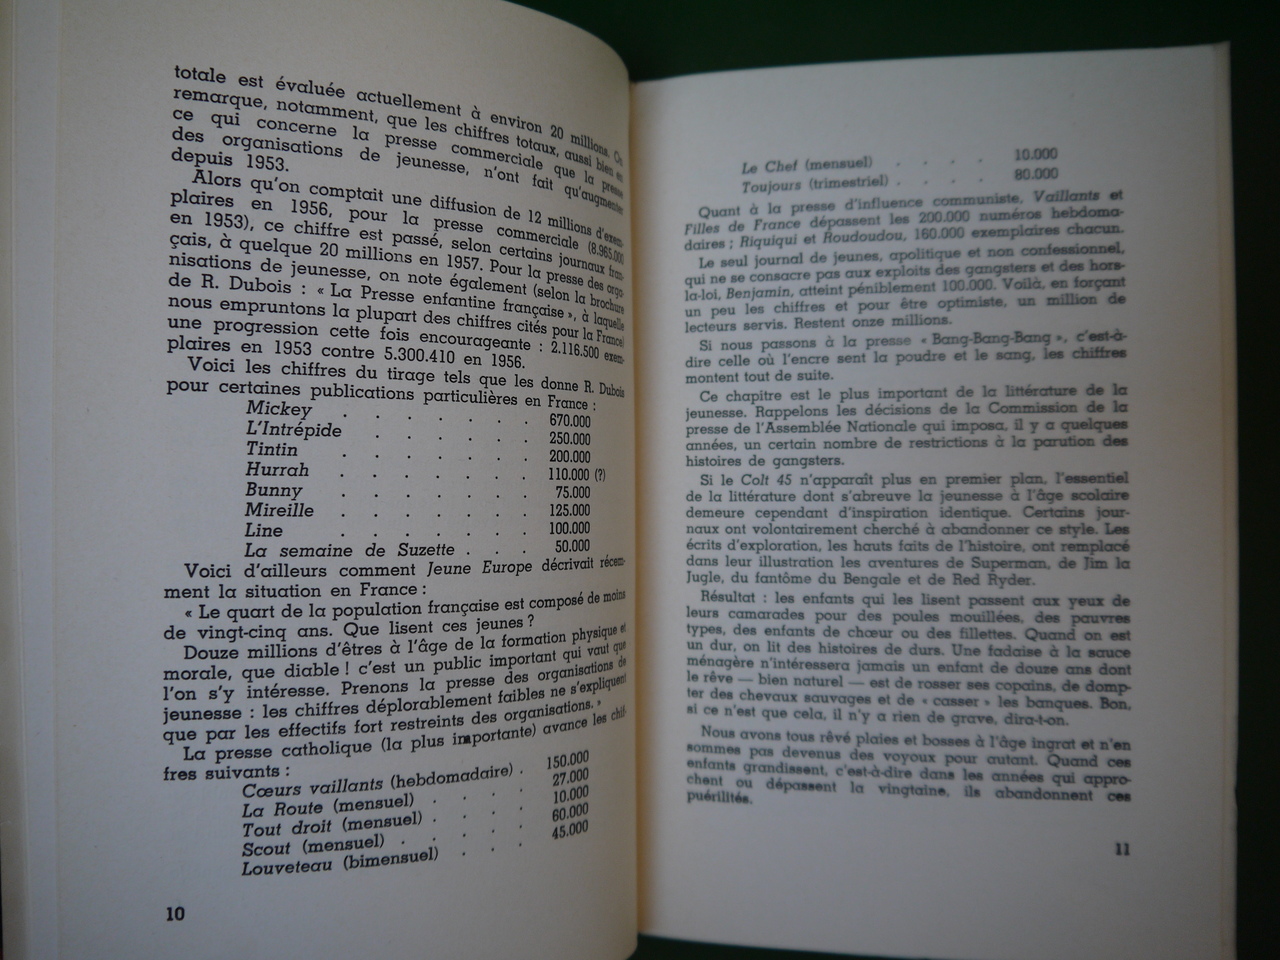 totale est évaluée actuellement à environ 20 millions. On
remarque, notamment, que les chiffres totaux, aussi bien en
ce qui concerne la presse commerciale que la presse
des organisations de jeunesse, n'ont fait qu'augmenter
depuis 1953.
Alors qu'on comptait une diffusion de 12 millions d'exem-
plaires en 1956, pour la presse commerciale (8.965.000
en 1953), ce chiffre est passé, selon certains journaux fran-
çais, à quelque 20 millions en 1957. Pour la presse des orga-
nisations de jeunesse, on note également (selon la brochure
de R. Dubois : « La Presse enfantine française », à laquelle
nous empruntons la plupart des chiffres cités pour la France)
une progression cette fois encourageante : 2.116.500 exem-
plaires en 1953 contre 5.300.410 en 1956.
Voici les chiffres du tirage tels que les donne R. Dubois
pour certaines publications particulières en France :
Mickey . . . . . . 670.000
L'Intrépide . . . . . 250.000
Tintin . . . . . . 200.000
Hurrah . . . . . . 110.000 (?)
Bunny . . . . . . 75.000
Mireille . . . . . . 125.000
Line . . . . . . 100.000
La semaine de Suzette . . . 50.000
Voici d'ailleurs comment Jeune Europe décrivait récem-
ment la situation en France :
« Le quart de la population française est composé de moins
de vingt-cinq ans. Que lisent ces jeunes ?
Douze millions d'êtres à l'âge de la formation physique et
morale, que diable ! c'est un public important qui vaut que
l'on s'y intéresse. Prenons la presse des organisations de
jeunesse : les chiffres déplorablement faibles ne s'expliquent
que par les effectifs fort restreints des organisations. »
La presse catholique (la plus importante) avance les chif-
fres suivants :
Cœurs vaillants (hebdomadaire) . 150.000
La Route (mensuel) . . . 27.000
Tout droit (mensuel) . . . 10.000
Scout (mensuel) . . . . 60.000
Louveteau (bimensuel) . . . 45.000
10
Le Chef (mensuel) . . . . 10.000
Toujours (trimestriel) . . . . 80.000
Quant à la presse d'influence communiste, Vaillants et
Filles de France dépassent les 200.000 numéros hebdoma-
daires ; Riquiqui et Roudoudou, 160.000 exemplaires chacun.
Le seul journal de jeunes, apolitique et non confessionnel,
qui ne se consacre pas aux exploits des gangsters et des hors-
la-loi, Benjamin, atteint péniblement 100.000. Voilà, en forçant
un peu les chiffres et pour être optimiste, un million de
lecteurs servis. Restent onze millions.
Si nous passons à la presse « Bang-Bang-Bang », c'est-à-
dire celle où l'encre sent la poudre et le sang, les chiffres
montent tout de suite.
Ce chapitre est le plus important de la littérature de la
jeunesse. Rappelons les décisions de la Commission de la
presse de l'Assemblée Nationale qui imposa, il y a quelques
années, un certain nombre de restrictions à la parution des
histoires de gangsters.
Si le Colt 45 n'apparaît plus en premier plan, l'essentiel
de la littérature dont s'abreuve la jeunesse à l'âge scolaire
demeure cependant d'inspiration identique. Certains jour-
naux ont volontairement cherché à abandonner ce style. Les
écrits d'exploration, les hauts faits de l'histoire, ont remplacé
dans leur illustration les aventures de Superman, de Jim la
Jugle, du fantôme du Bengale et de Red Ryder.
Résultat : les enfants qui les lisent passent aux yeux de
leurs camarades pour des poules mouillées, des pauvres
types, des enfants de chœur ou des fillettes. Quand on est
un dur, on lit des histoires de durs. Une fadaise à la sauce
ménagère n'intéressera jamais un enfant de douze ans dont
le rêve — bien naturel — est de rosser ses copains, de domp-
ter des chevaux sauvages et de « casser » les banques. Bon,
si ce n'est que cela, il n'y a rien de grave, dira-t-on.
Nous avons tous rêvé plaies et bosses à l'âge ingrat et n'en
sommes pas devenus des voyoux pour autant. Quand ces
enfants grandissent, c'est-à-dire dans les années qui appro-
chent ou dépassent la vingtaine, ils abandonnent ces
puérilités.
11